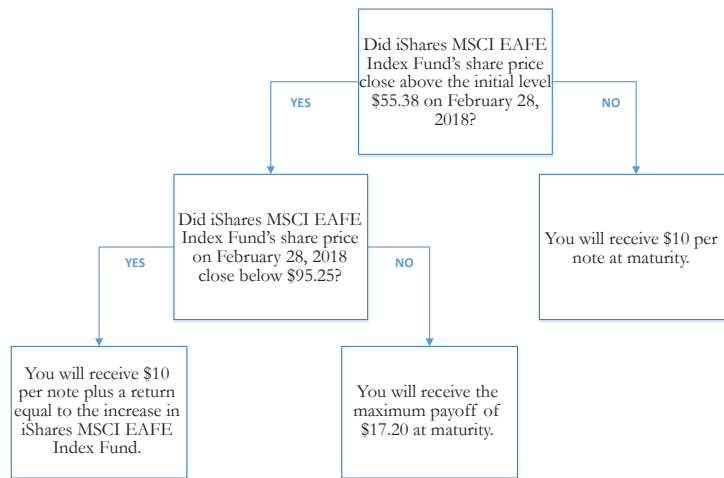 Did iShares MSCI EAFE
Index Fund's share price
close above the initial level
$55.38 on February 28,
2018?
YES
NO
Did iShares MSCI EAFE
Index Fund's share price
on February 28, 2018
close below $95.25?
You will receive $10 per
note at maturity.
YES
NO
You will receive $10
per note plus a return
equal to the increase in
iShares MSCI EAFE
Index Fund.
You will receive the
maximum payoff of
$17.20 at maturity.